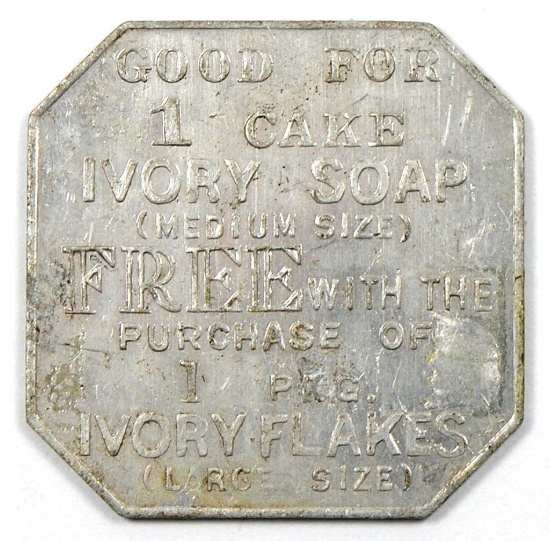 GOOD FOR
1 CAKE
IVORY SOAP
(MEDIUM SIZE)
FREE WITH THE
PURCHASE OF
1 PKG.
IVORY FLAKES
(LARGE SIZE)